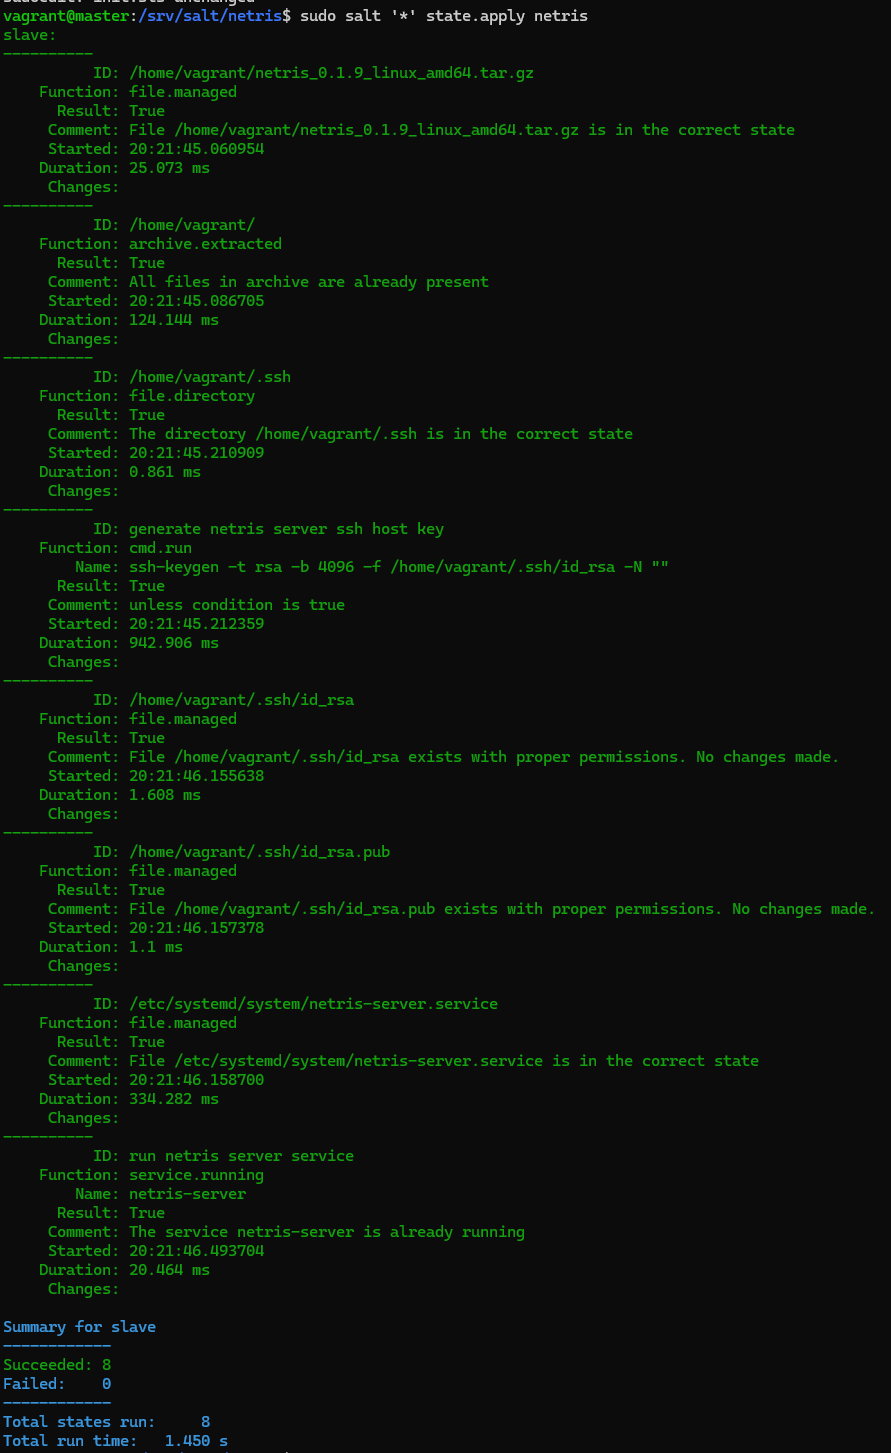 sudoedit: init.sls unchanged
vagrant@master:/srv/salt/netris$ sudo salt '*' state.apply netris
slave:
----------
          ID: /home/vagrant/netris_0.1.9_linux_amd64.tar.gz
    Function: file.managed
      Result: True
     Comment: File /home/vagrant/netris_0.1.9_linux_amd64.tar.gz is in the correct state
     Started: 20:21:45.060954
    Duration: 25.073 ms
     Changes:
----------
          ID: /home/vagrant/
    Function: archive.extracted
      Result: True
     Comment: All files in archive are already present
     Started: 20:21:45.086705
    Duration: 124.144 ms
     Changes:
----------
          ID: /home/vagrant/.ssh
    Function: file.directory
      Result: True
     Comment: The directory /home/vagrant/.ssh is in the correct state
     Started: 20:21:45.210909
    Duration: 0.861 ms
     Changes:
----------
          ID: generate netris server ssh host key
    Function: cmd.run
        Name: ssh-keygen -t rsa -b 4096 -f /home/vagrant/.ssh/id_rsa -N ""
      Result: True
     Comment: unless condition is true
     Started: 20:21:45.212359
    Duration: 942.906 ms
     Changes:
----------
          ID: /home/vagrant/.ssh/id_rsa
    Function: file.managed
      Result: True
     Comment: File /home/vagrant/.ssh/id_rsa exists with proper permissions. No changes made.
     Started: 20:21:46.155638
    Duration: 1.608 ms
     Changes:
----------
          ID: /home/vagrant/.ssh/id_rsa.pub
    Function: file.managed
      Result: True
     Comment: File /home/vagrant/.ssh/id_rsa.pub exists with proper permissions. No changes made.
     Started: 20:21:46.157378
    Duration: 1.1 ms
     Changes:
----------
          ID: /etc/systemd/system/netris-server.service
    Function: file.managed
      Result: True
     Comment: File /etc/systemd/system/netris-server.service is in the correct state
     Started: 20:21:46.158700
    Duration: 334.282 ms
     Changes:
----------
          ID: run netris server service
    Function: service.running
        Name: netris-server
      Result: True
     Comment: The service netris-server is already running
     Started: 20:21:46.493704
    Duration: 20.464 ms
     Changes:
Summary for slave
------------
Succeeded: 8
Failed:    0
------------
Total states run:     8
Total run time:   1.450 s